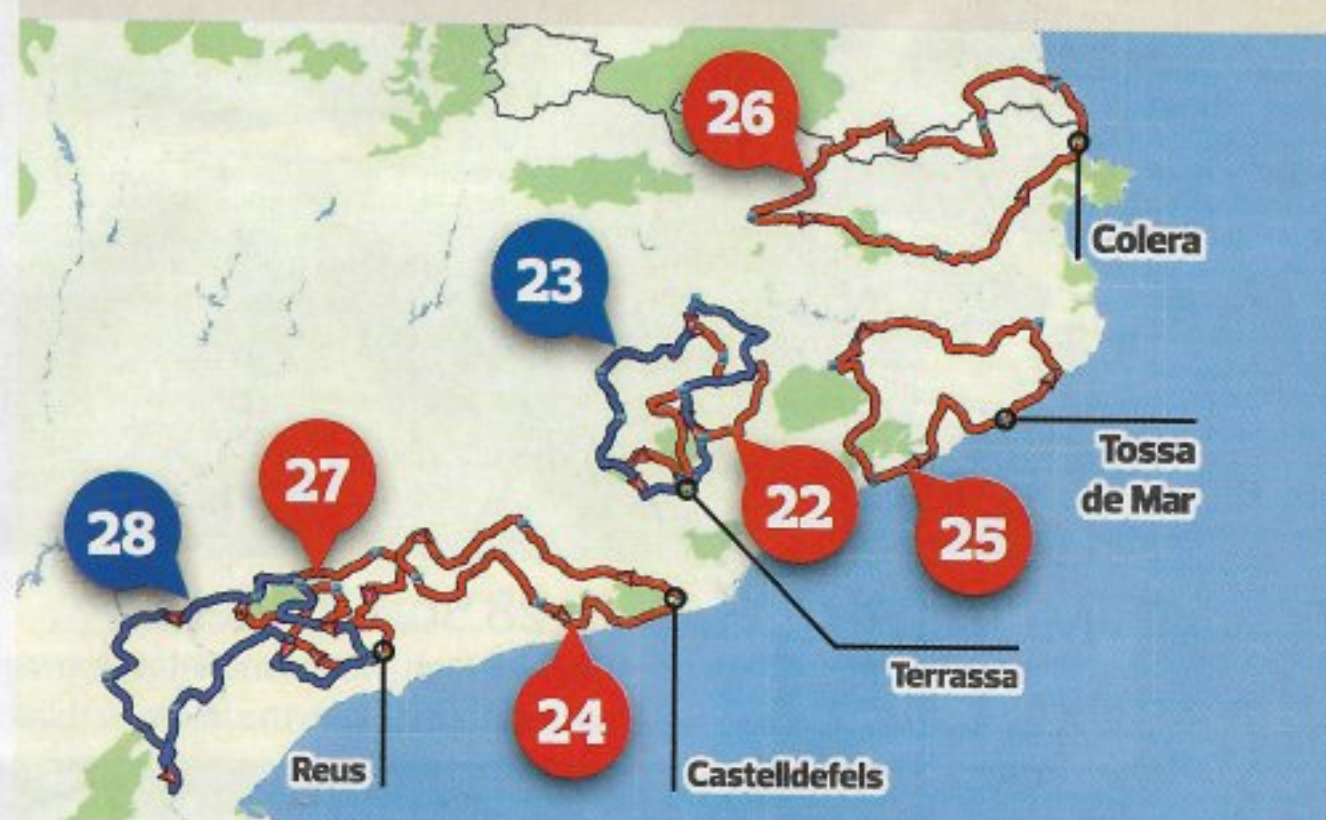 26
Colera
23
27
22
Tossa
de Mar
28
25
24
Terrassa
Reus
Castelldefels